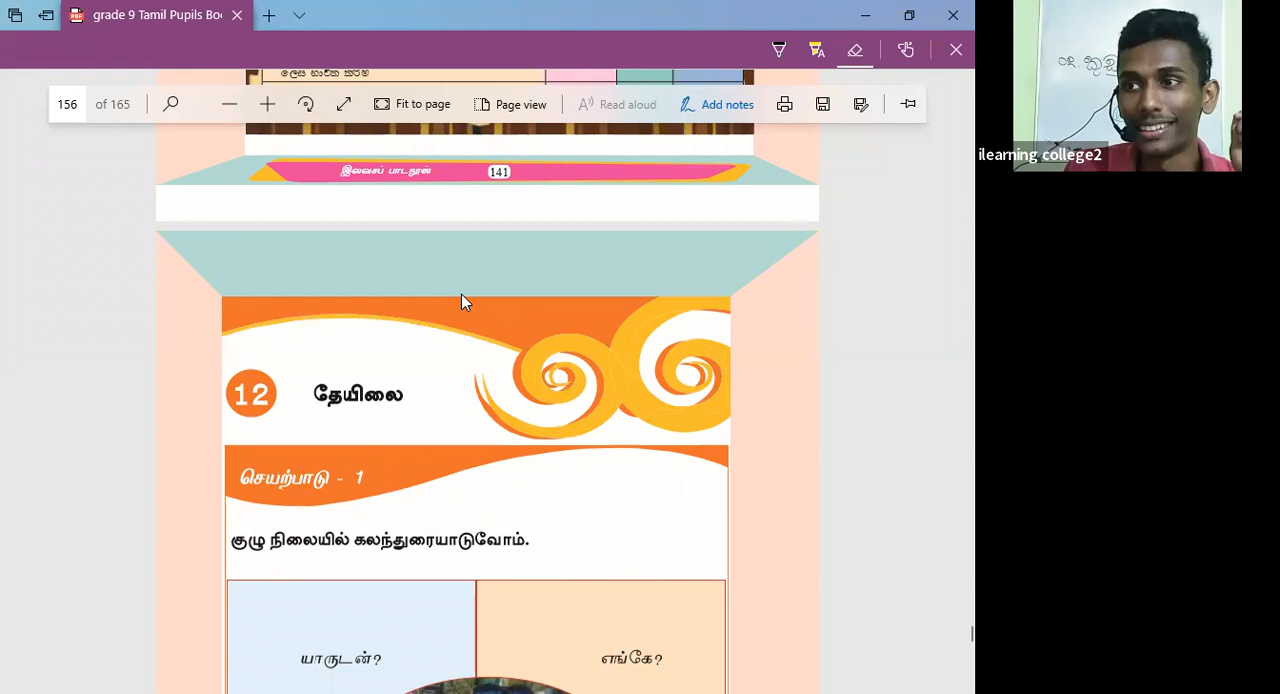 grade 9 Tamil Pupils Bo
ලෙස භාවිත කිරීම
156 of 165 Fit to page Page view Read aloud Add notes
இலவசப் பாடநூல் 141
12 தேயிலை
செயற்பாடு - 1
குழு நிலையில் கலந்துரையாடுவோம்.
யாருடன்? எங்கே?
ilearning college2